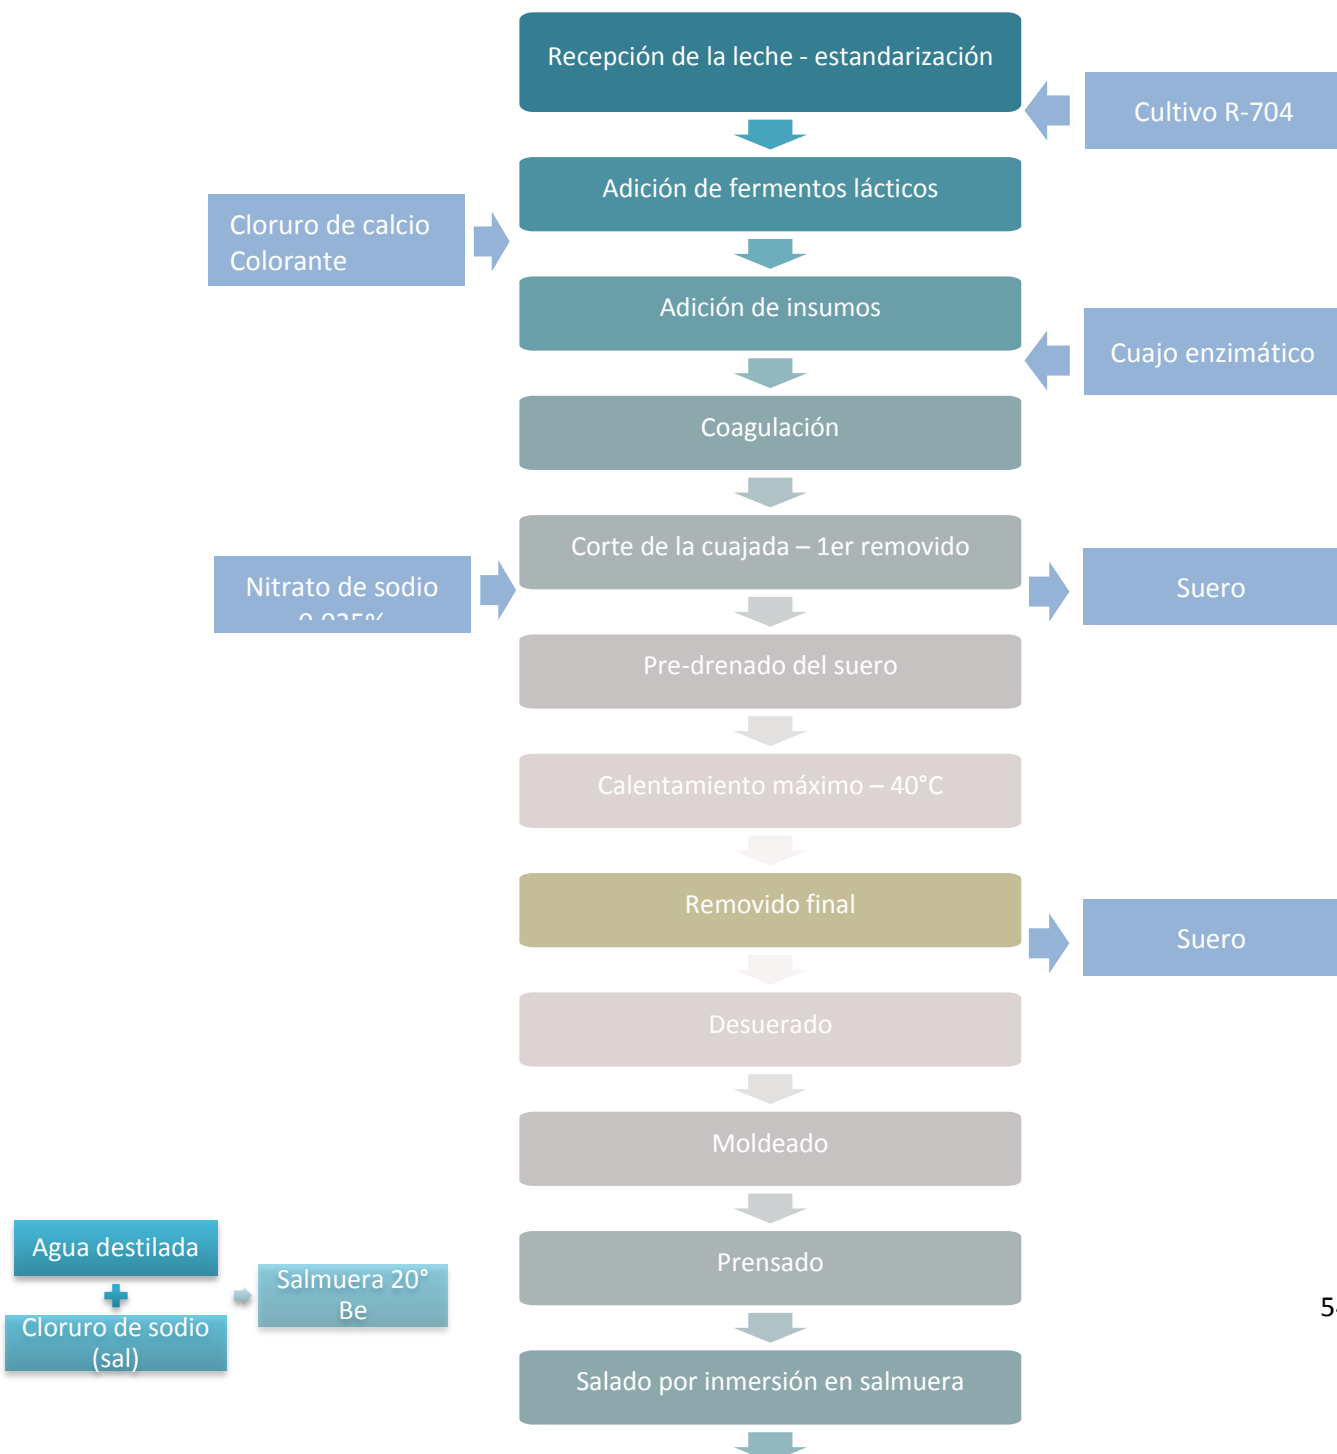 Recepción de la leche - estandarización
Cultivo R-704
Adición de fermentos lácticos
Cloruro de calcio
Colorante
Adición de insumos
Cuajo enzimático
Coagulación
Corte de la cuajada – 1er removido
Nitrato de sodio
Suero
Pre-drenado del suero
Calentamiento máximo – 40°C
Removido final
Suero
Desuerado
Moldeado
Prensado
Agua destilada
Salmuera 20°
Be
Cloruro de sodio
(sal)
Salado por inmersión en salmuera